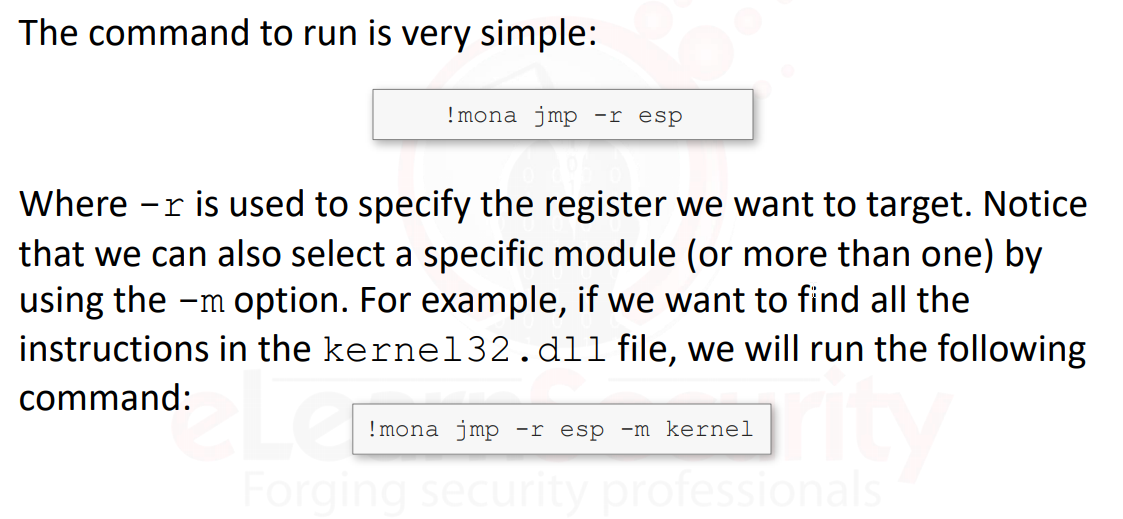 The command to run is very simple:
!mona jmp -r esp
Where -r is used to specify the register we want to target. Notice
that we can also select a specific module (or more than one) by
using the -m option. For example, if we want to find all the
instructions in the kernel32.dll file, we will run the following
command:
!mona jmp -r esp -m kernel
eLearnSecurity
Forging security professionals